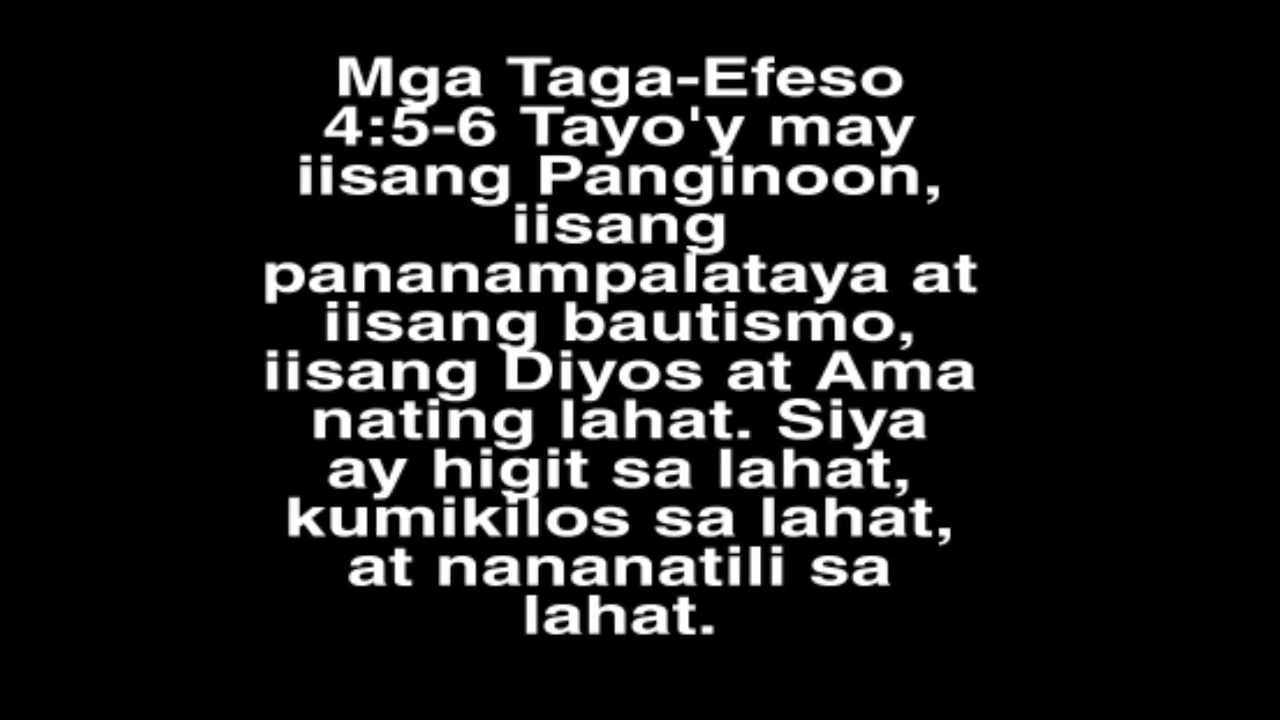 Mga Taga-Efeso
4:5-6 Tayo'y may
iisang Panginoon,
iisang
pananampalataya at
iisang bautismo,
iisang Diyos at Ama
nating lahat. Siya
ay higit sa lahat,
kumikilos sa lahat,
at nananatili sa
lahat.